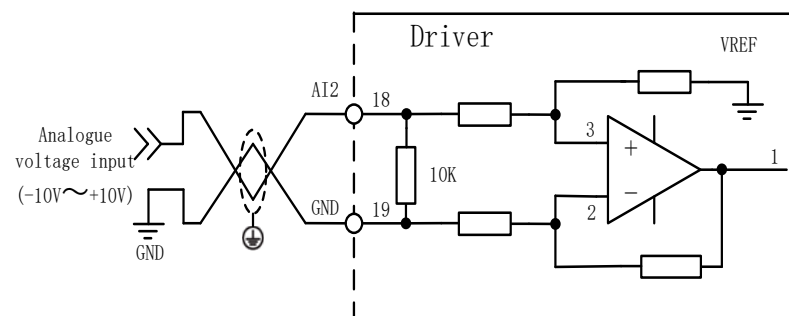 Driver
VREF
AI2
18
Analogue
voltage input
(-10V～+10V)
3
+
1
10K
−
GND
19
2
GND